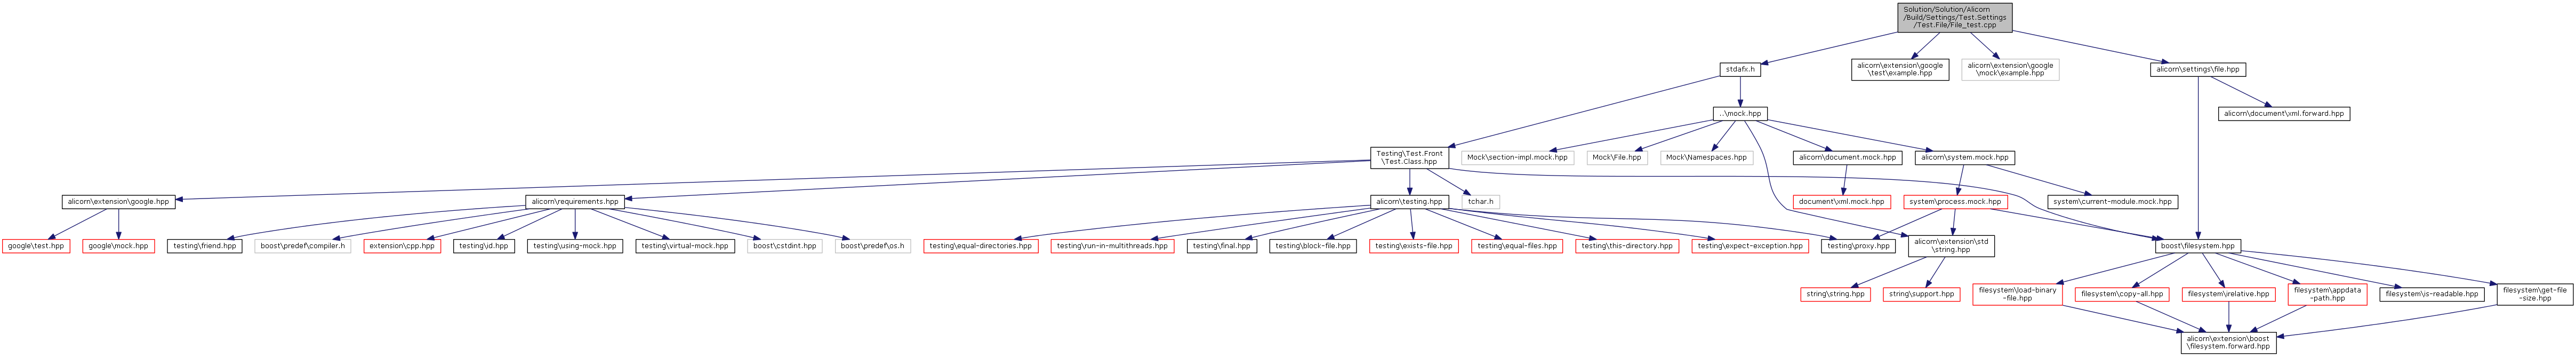 Solution/Solution/Alicorn
/Build/Settings/Test.Settings
/Test.File/File_test.cpp
stdafx.h
alicorn\extension\google
\test\example.hpp
alicorn\extension\google
\mock\example.hpp
alicorn\settings\file.hpp
..\mock.hpp
alicorn\document\xml.forward.hpp
Testing\Test.Front
\Test.Class.hpp
Mock\section-impl.mock.hpp
Mock\File.hpp
Mock\Namespaces.hpp
alicorn\document.mock.hpp
alicorn\system.mock.hpp
alicorn\extension\google.hpp
alicorn\requirements.hpp
alicorn\testing.hpp
tchar.h
document\xml.mock.hpp
system\process.mock.hpp
system\current-module.mock.hpp
google\test.hpp
google\mock.hpp
testing\friend.hpp
boost\predef\compiler.h
extension\cpp.hpp
testing\id.hpp
testing\using-mock.hpp
testing\virtual-mock.hpp
boost\cstdint.hpp
boost\predef\os.h
testing\equal-directories.hpp
testing\run-in-multithreads.hpp
testing\final.hpp
testing\block-file.hpp
testing\exists-file.hpp
testing\equal-files.hpp
testing\this-directory.hpp
testing\expect-exception.hpp
testing\proxy.hpp
alicorn\extension\std
\string.hpp
boost\filesystem.hpp
string\string.hpp
string\support.hpp
filesystem\load-binary
-file.hpp
filesystem\copy-all.hpp
filesystem\relative.hpp
filesystem\appdata
-path.hpp
filesystem\is-readable.hpp
filesystem\get-file
-size.hpp
alicorn\extension\boost
\filesystem.forward.hpp